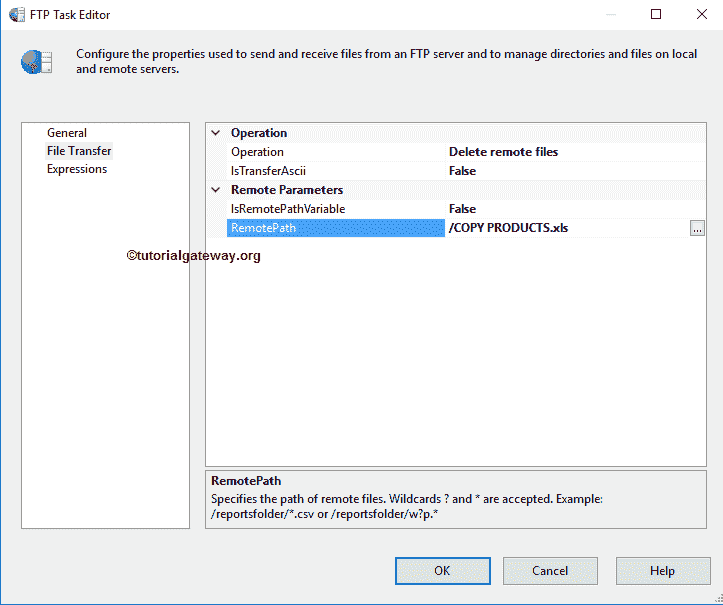 FTP Task Editor
Configure the properties used to send and receive files from an FTP server and to manage directories and files on local
and remote servers.
General
File Transfer
Expressions
Operation
Operation Delete remote files
IsTransferAscii False
Remote Parameters
IsRemotePathVariable False
RemotePath /COPY PRODUCTS.xls ...
©tutorialgateway.org
RemotePath
Specifies the path of remote files. Wildcards ? and * are accepted. Example:
/reportsfolder/*.csv or /reportsfolder/w?p.*
OK Cancel Help